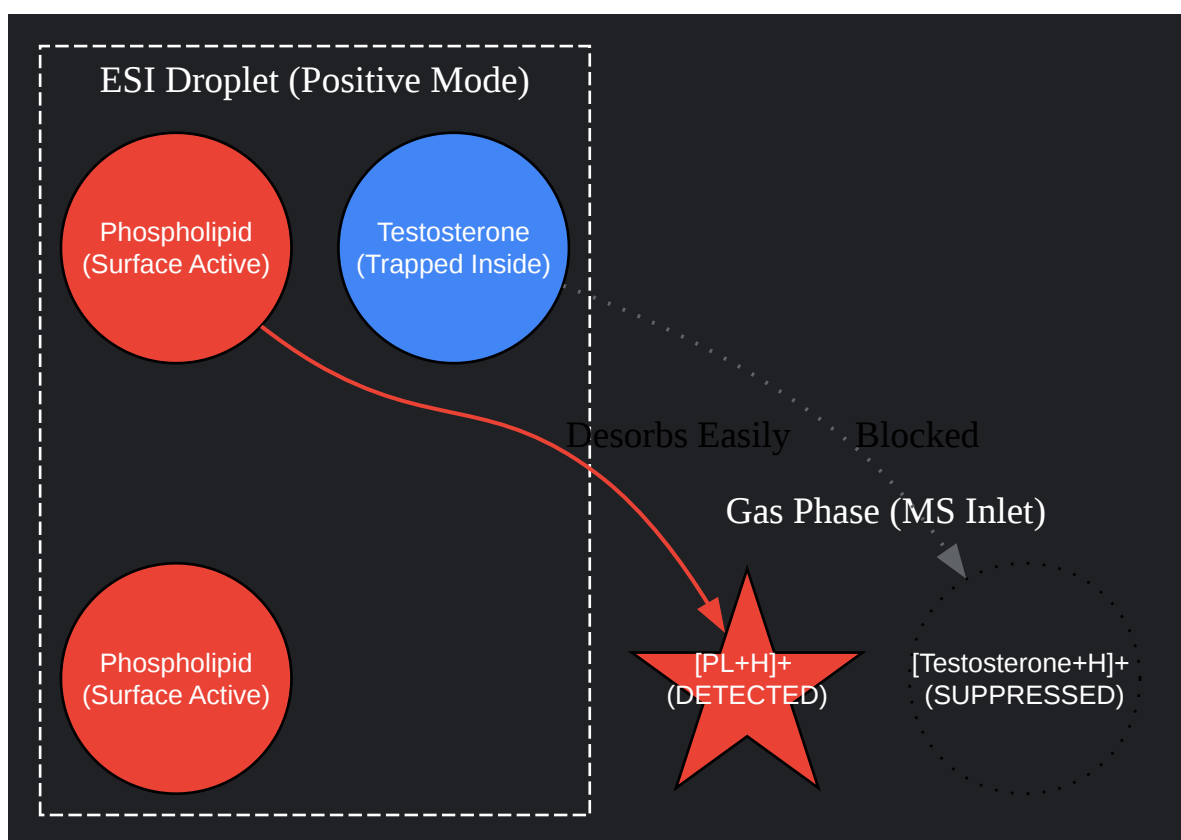 ESI Droplet (Positive Mode)
Phospholipid
(Surface Active)
Testosterone
(Trapped Inside)
Desorbs Easily
Blocked
Gas Phase (MS Inlet)
Phospholipid
(Surface Active)
[PL+H]+
(DETECTED)
[Testosterone+H]+
(SUPPRESSED)